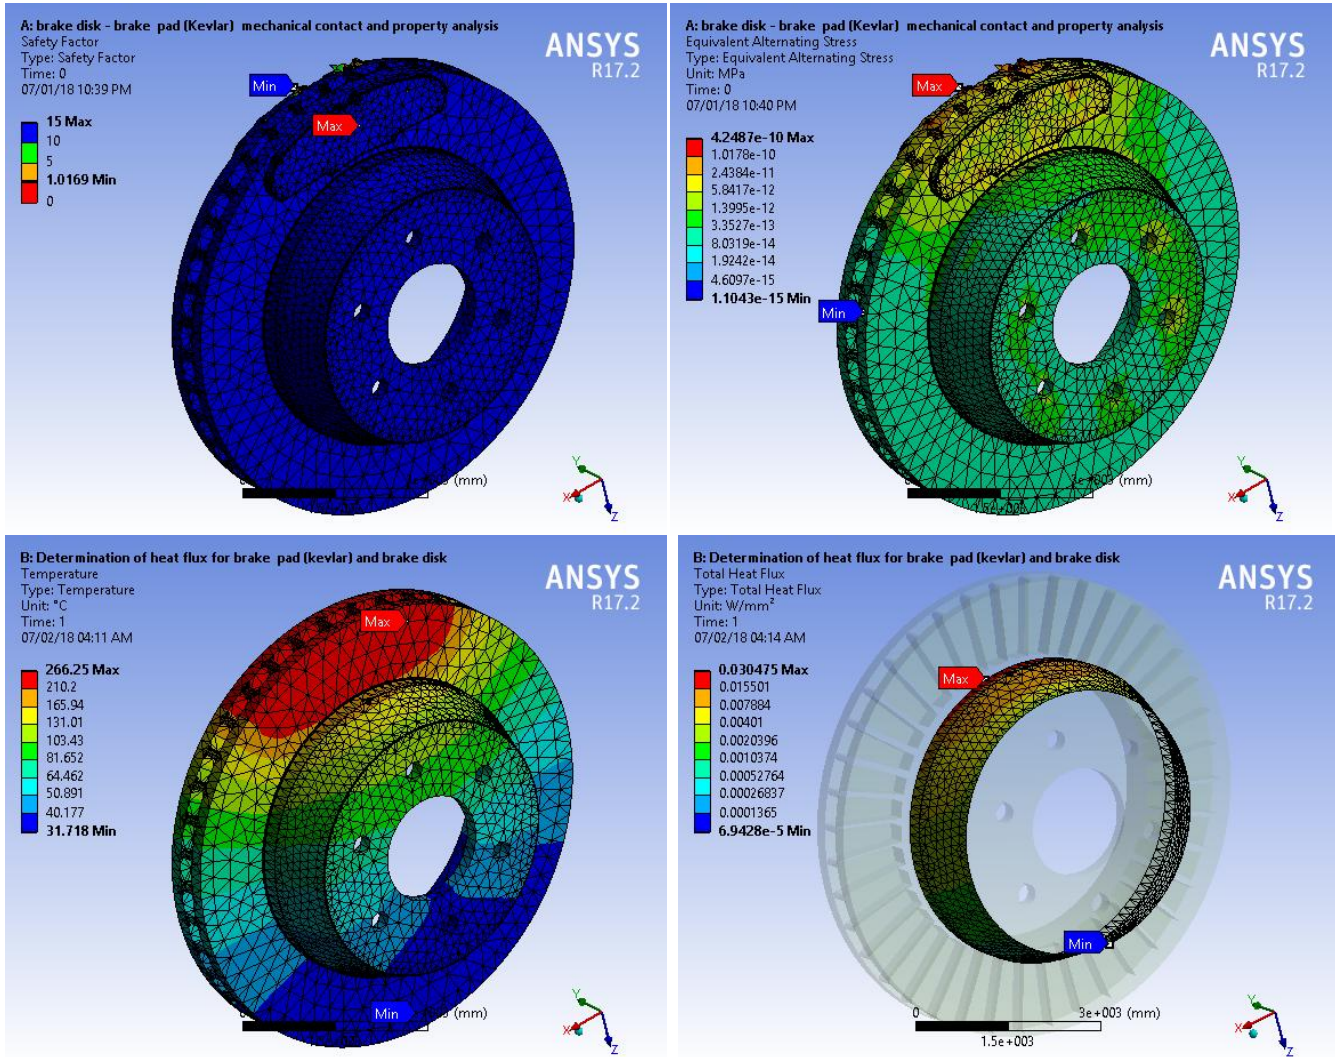 A: brake disk - brake pad (Kevlar) mechanical contact and property analysis
Safety Factor
Type: Safety Factor
Time: 0
07/01/18 10:39 PM
ANSYS
R17.2
15 Max
10
5
1.0169 Min
0
Min
Max
(mm)
Y
X
Z
A: brake disk - brake pad (Kevlar) mechanical contact and property analysis
Equivalent Alternating Stress
Type: Equivalent Alternating Stress
Unit: MPa
Time: 0
07/01/18 10:40 PM
ANSYS
R17.2
4.2487e-10 Max
1.0178e-10
2.4384e-11
5.8417e-12
1.3995e-12
3.3527e-13
8.0319e-14
1.9242e-14
4.6097e-15
1.1043e-15 Min
Max
Min
(mm)
Y
X
Z
B: Determination of heat flux for brake pad (kevlar) and brake disk
Temperature
Type: Temperature
Unit: °C
Time: 1
07/02/18 04:11 AM
ANSYS
R17.2
266.25 Max
210.2
165.94
131.01
103.43
81.652
64.462
50.891
40.177
31.718 Min
Max
Min
(mm)
Y
X
Z
B: Determination of heat flux for brake pad (kevlar) and brake disk
Total Heat Flux
Type: Total Heat Flux
Unit: W/mm²
Time: 1
07/02/18 04:14 AM
ANSYS
R17.2
0.030475 Max
0.015501
0.007884
0.00401
0.0020396
0.0010374
0.00052764
0.00026837
0.0001365
6.9428e-5 Min
Max
Min
0 3e+003 (mm)
1.5e+003
Y
X
Z